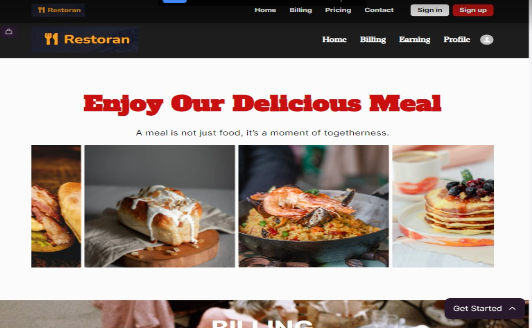 Restoran
Home Billing Pricing Contact Sign in Sign up
Restoran
Home Billing Earning Profile
Enjoy Our Delicious Meal
A meal is not just food, it's a moment of togetherness.
Get Started
BILLING